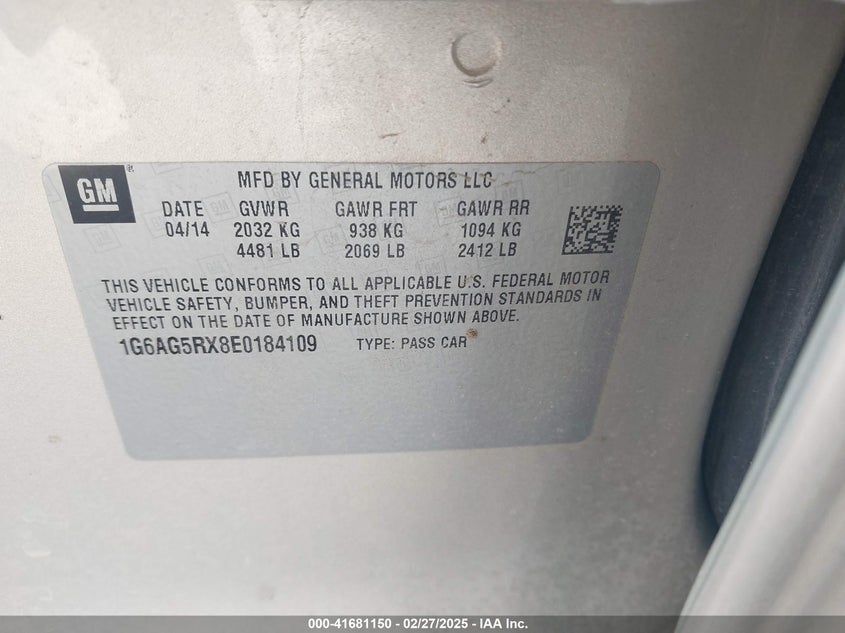 GM
MFD BY GENERAL MOTORS LLC
DATE GVWR GAWR FRT GAWR RR
04/14 2032 KG 938 KG 1094 KG
4481 LB 2069 LB 2412 LB
THIS VEHICLE CONFORMS TO ALL APPLICABLE U.S. FEDERAL MOTOR
VEHICLE SAFETY, BUMPER, AND THEFT PREVENTION STANDARDS IN
EFFECT ON THE DATE OF MANUFACTURE SHOWN ABOVE.
1G6AG5RX8E0184109 TYPE: PASS CAR
000-41681150 - 02/27/2025 - IAA Inc.